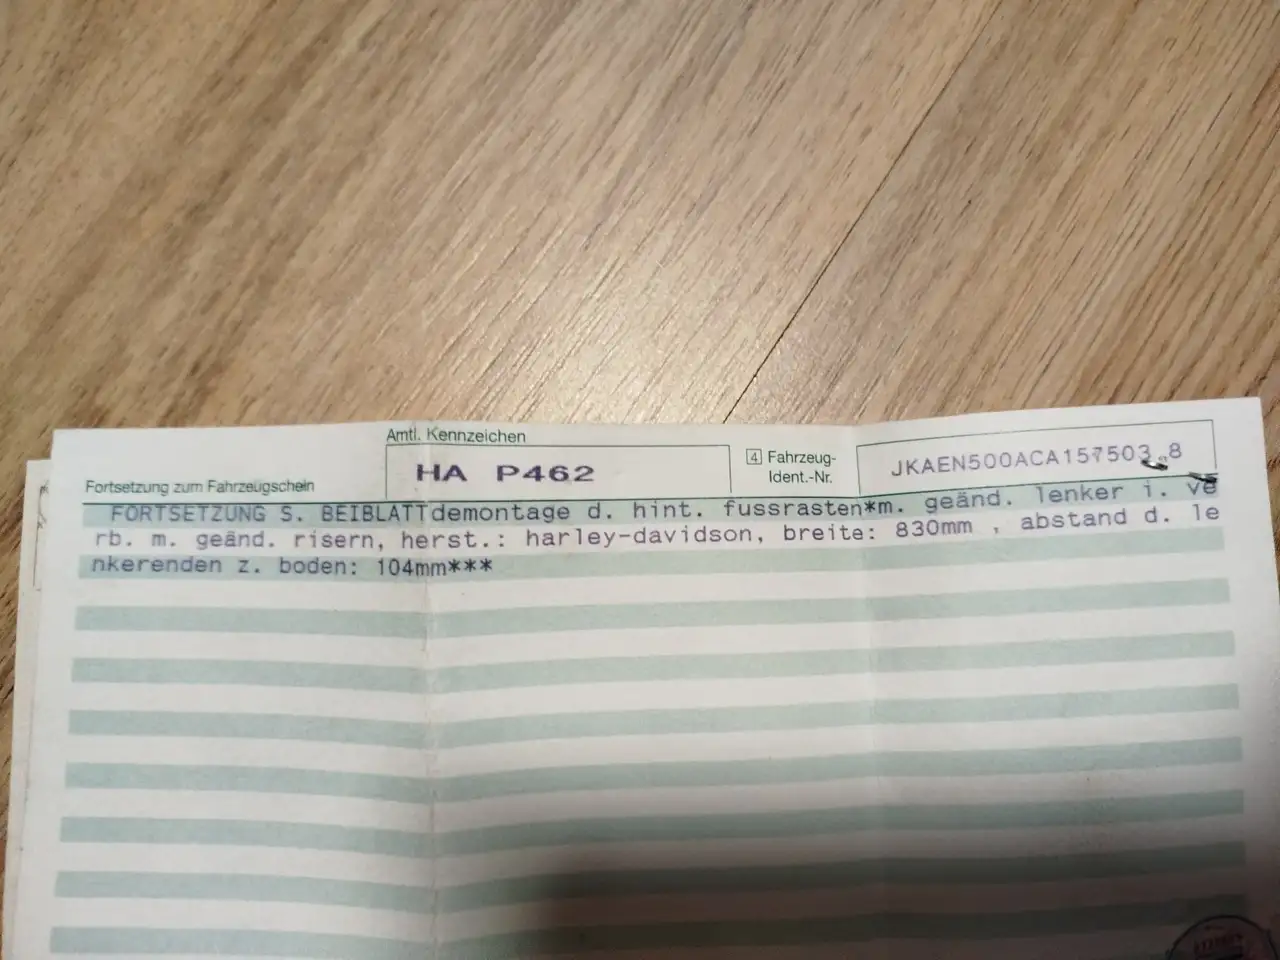 Amtl. Kennzeichen
Fortsetzung zum Fahrzeugschein
HA P462
4 Fahrzeug-
Ident.-Nr.
JKAEN500ACA157503 8
FORTSETZUNG S. BEIBLATTdemontage d. hint. fussrasten*m. geänd. lenker i. ve
rb. m. geänd. risern, herst.: harley-davidson, breite: 830mm , abstand d. le
nkerenden z. boden: 104mm***